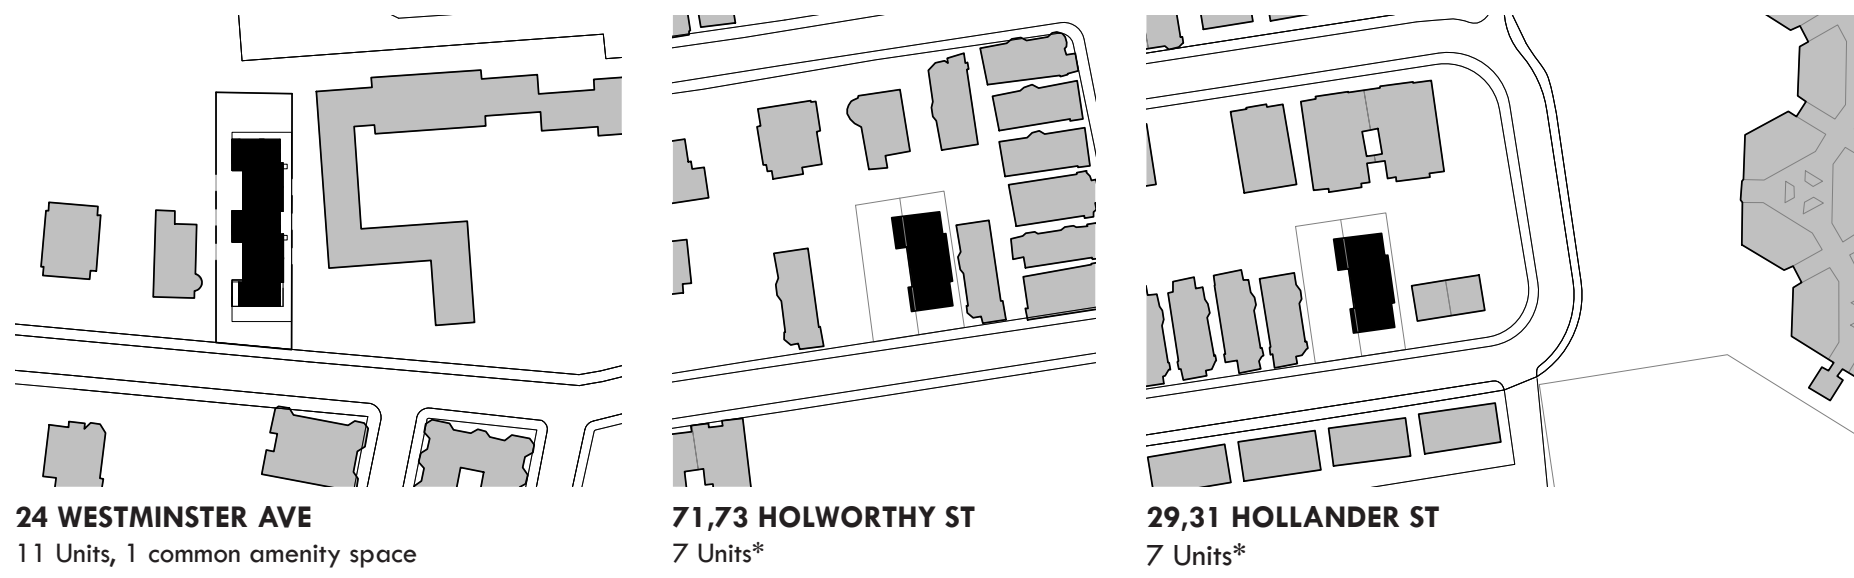 24 WESTMINSTER AVE
11 Units, 1 common amenity space
71,73 HOLWORTHY ST
7 Units*
29,31 HOLLANDER ST
7 Units*